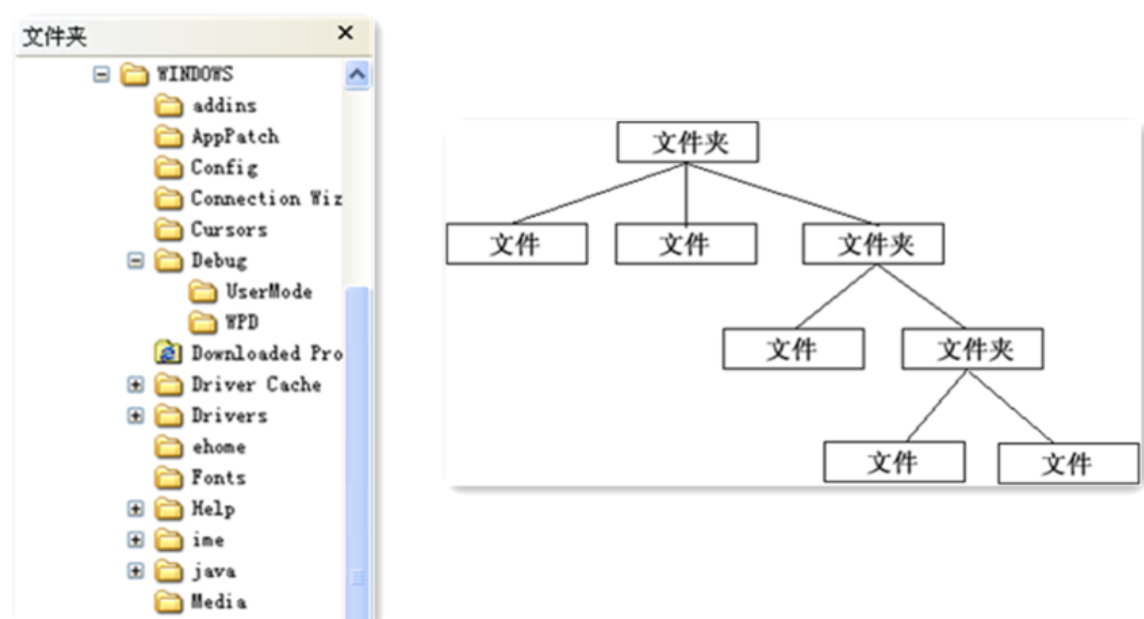 文件夹
WINDOWS
addins
AppPatch
Config
Connection Wiz
Cursors
Debug
UserMode
WPD
Downloaded Pro
Driver Cache
Drivers
ehome
Fonts
Help
ime
java
Media
文件夹
文件 文件 文件夹
文件 文件夹
文件 文件